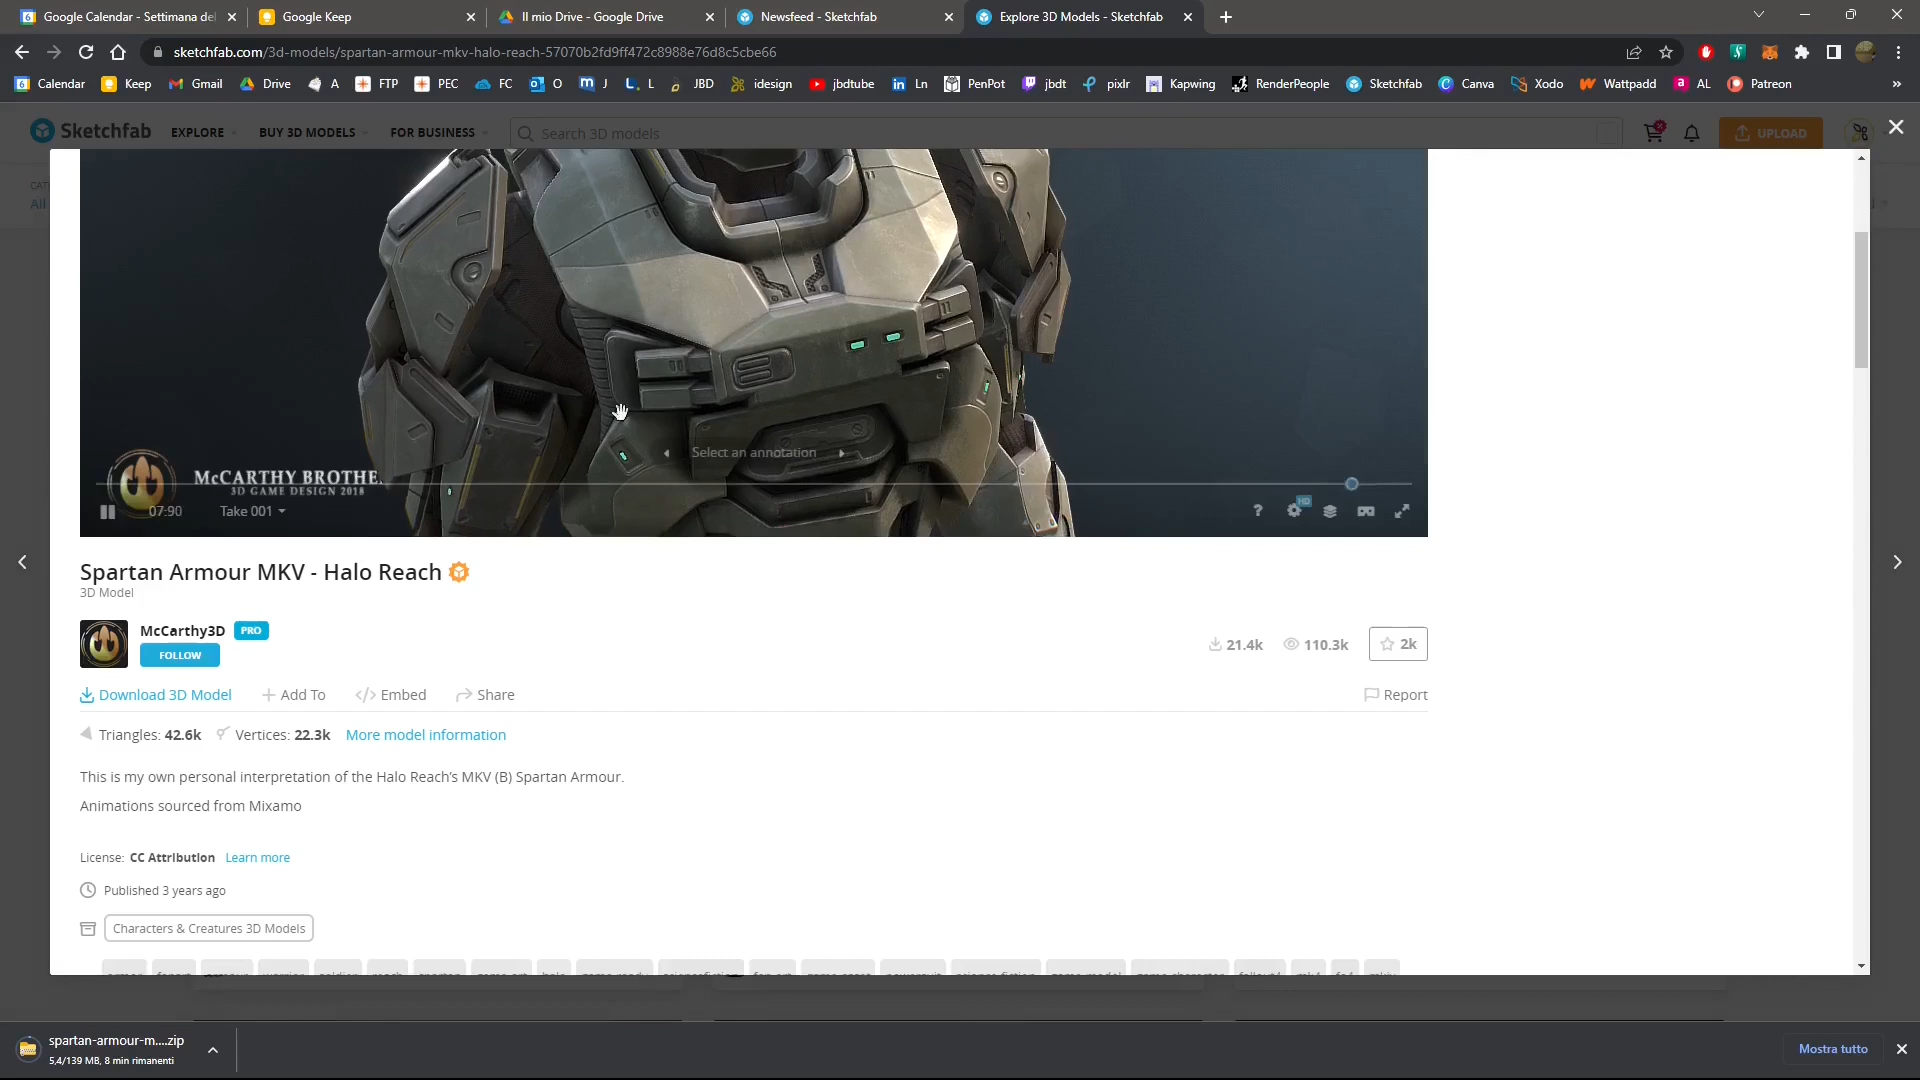 Google Calendar - Settimana del
Google Keep
Il mio Drive - Google Drive
Newsfeed - Sketchfab
Explore 3D Models - Sketchfab
sketchfab.com/3d-models/spartan-armour-mkv-halo-reach-57070b2fd9ff472c8988e76d8c5cbe66
Calendar Keep Gmail Drive A FTP PEC FC O J L JBD idesign jbdtube Ln PenPot jbdt pixlr Kapwing RenderPeople Sketchfab Canva Xodo Wattpadd AL Patreon »
Sketchfab EXPLORE BUY 3D MODELS FOR BUSINESS Search 3D models UPLOAD
CAT
All
Select an annotation
McCARTHY BROTHE
3D GAME DESIGN 2018
07:90 Take 001 ? HD
Spartan Armour MKV - Halo Reach
3D Model
McCarthy3D PRO
FOLLOW
21.4k 110.3k 2k
Download 3D Model Add To Embed Share Report
Triangles: 42.6k Vertices: 22.3k More model information
This is my own personal interpretation of the Halo Reach's MKV (B) Spartan Armour.
Animations sourced from Mixamo
License: CC Attribution Learn more
Published 3 years ago
Characters & Creatures 3D Models
spartan-armour-m....zip
5,4/139 MB, 8 min rimanenti
Mostra tutto